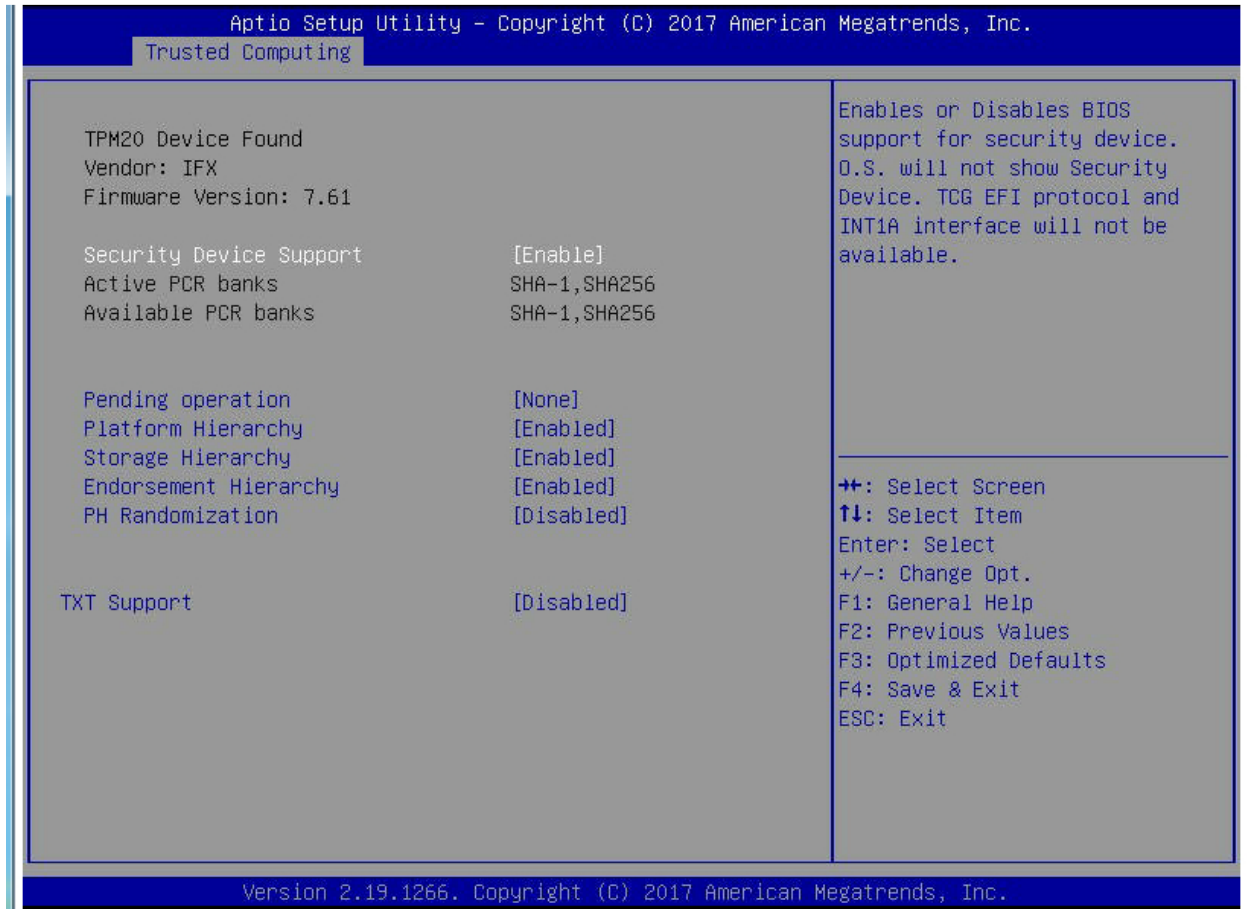 Aptio Setup Utility – Copyright (C) 2017 American Megatrends, Inc.
Trusted Computing
TPM20 Device Found
Vendor: IFX
Firmware Version: 7.61
Security Device Support [Enable]
Active PCR banks SHA-1,SHA256
Available PCR banks SHA-1,SHA256
Pending operation [None]
Platform Hierarchy [Enabled]
Storage Hierarchy [Enabled]
Endorsement Hierarchy [Enabled]
PH Randomization [Disabled]
TXT Support [Disabled]
Enables or Disables BIOS
support for security device.
O.S. will not show Security
Device. TCG EFI protocol and
INT1A interface will not be
available.
→←: Select Screen
↑↓: Select Item
Enter: Select
+/-: Change Opt.
F1: General Help
F2: Previous Values
F3: Optimized Defaults
F4: Save & Exit
ESC: Exit
Version 2.19.1266. Copyright (C) 2017 American Megatrends, Inc.